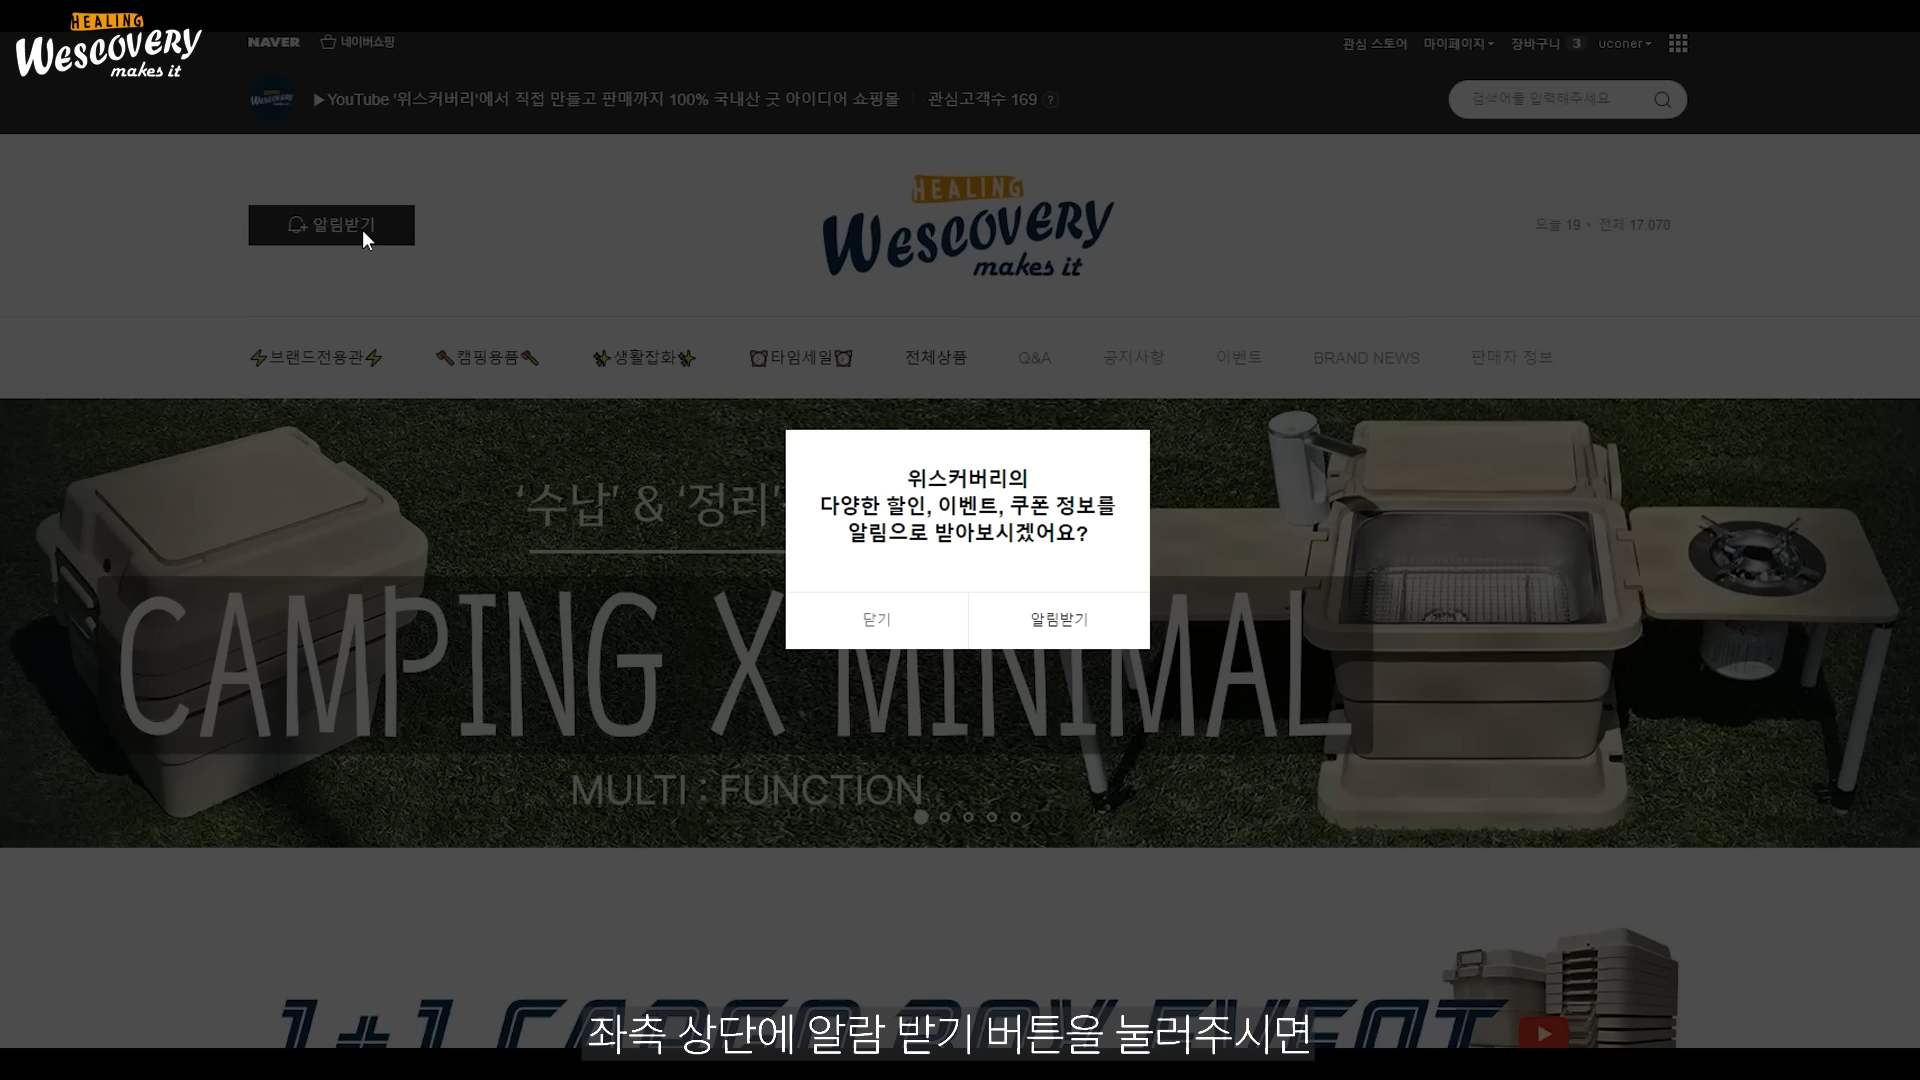 HEALING
Wescovery
makes it
NAVER 네이버쇼핑
관심 스토어 마이페이지 장바구니 3 uconer
▶YouTube '위스커버리'에서 직접 만들고 판매까지 100% 국내산 굿 아이디어 쇼핑몰 관심고객수 169 ?
검색어를 입력해주세요
알림받기
HEALING
Wescovery
makes it
오늘 19 · 전체 17,070
⚡브랜드전용관⚡ 🪓캠핑용품🪓 ✨생활잡화✨ ⏰타임세일⏰ 전체상품 Q&A 공지사항 이벤트 BRAND NEWS 판매자 정보
'수납' & '정리'
CAMPING X MINIMAL
MULTI : FUNCTION
위스커버리의
다양한 할인, 이벤트, 쿠폰 정보를
알림으로 받아보시겠어요?
닫기 알림받기
1+1 CARGO BOX EVENT
좌측 상단에 알람 받기 버튼을 눌러주시면